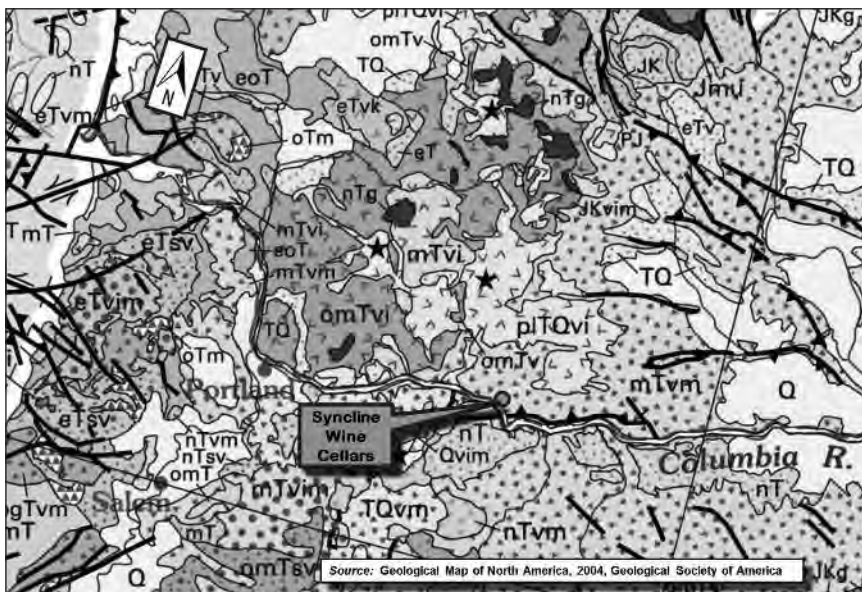 plTQvi
JKg
omTv
nT
TQ
JK
N
Tv
eoT
Jmu
nTg
eTvm
oTm
eTvk
eTv
PJ
TQ
eT
nTg
JKvim
mT
mTvi
eTsv
eoT
mTvm
mTvi
TQ
eTvim
omTvi
plTQvi
TQ
oTm
omTv
Portland
mTvm
Q
eTsv
Syncline
Wine
Cellars
nTvm
nTsv
omT
nT
Qvim
Columbia R.
Salem
mTvim
nT
TQvm
mT
nTvm
Q
omTsv
JKg
Source: Geological Map of North America, 2004, Geological Society of America